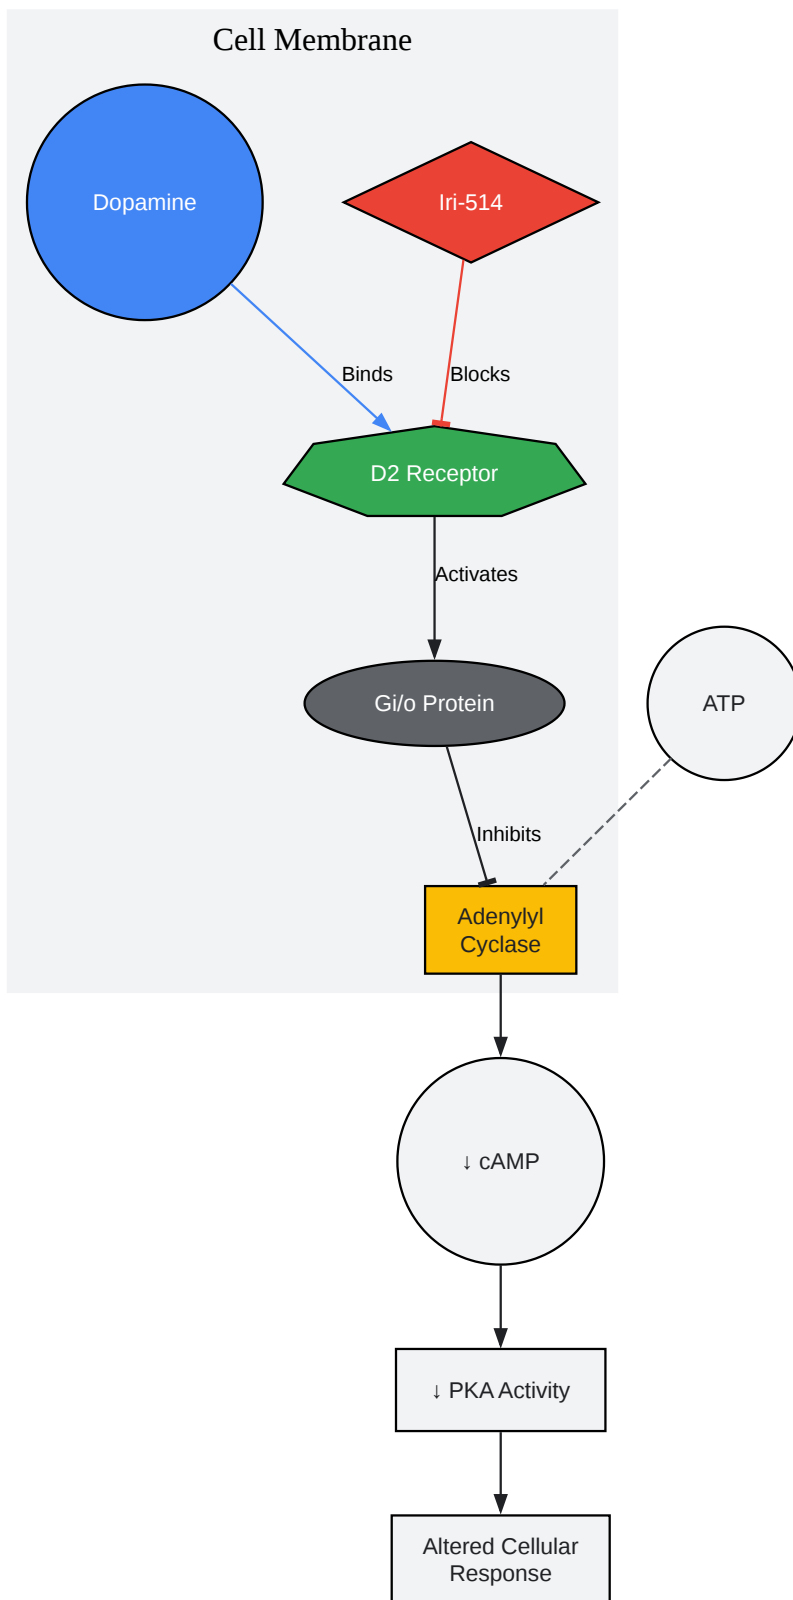 Cell Membrane
Dopamine
Iri-514
Binds
Blocks
D2 Receptor
Activates
Gi/o Protein
ATP
Inhibits
Adenylyl
Cyclase
↓ cAMP
↓ PKA Activity
Altered Cellular
Response